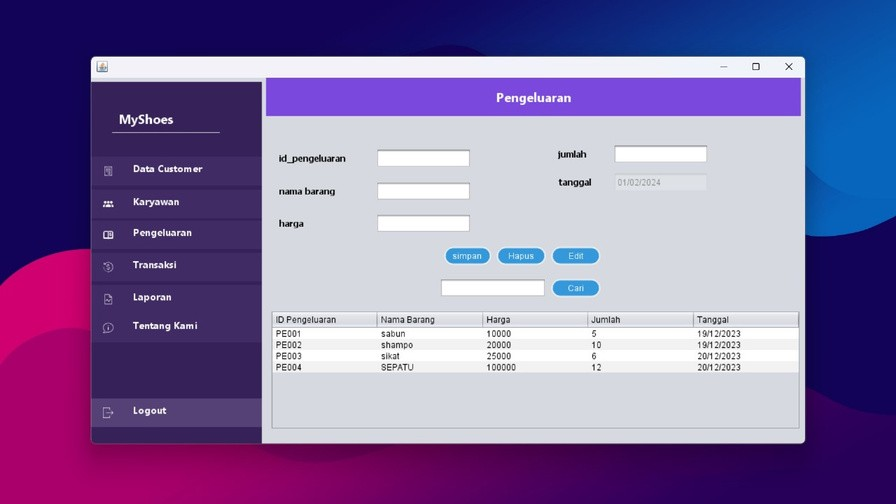 Pengeluaran
MyShoes
Data Customer
Karyawan
Pengeluaran
Transaksi
Laporan
Tentang Kami
Logout
id_pengeluaran
nama barang
harga
jumlah
tanggal 01/02/2024
simpan Hapus Edit
Cari
ID Pengeluaran Nama Barang Harga Jumlah Tanggal
PE001 sabun 10000 5 19/12/2023
PE002 shampo 20000 10 19/12/2023
PE003 sikat 25000 6 20/12/2023
PE004 SEPATU 100000 12 20/12/2023